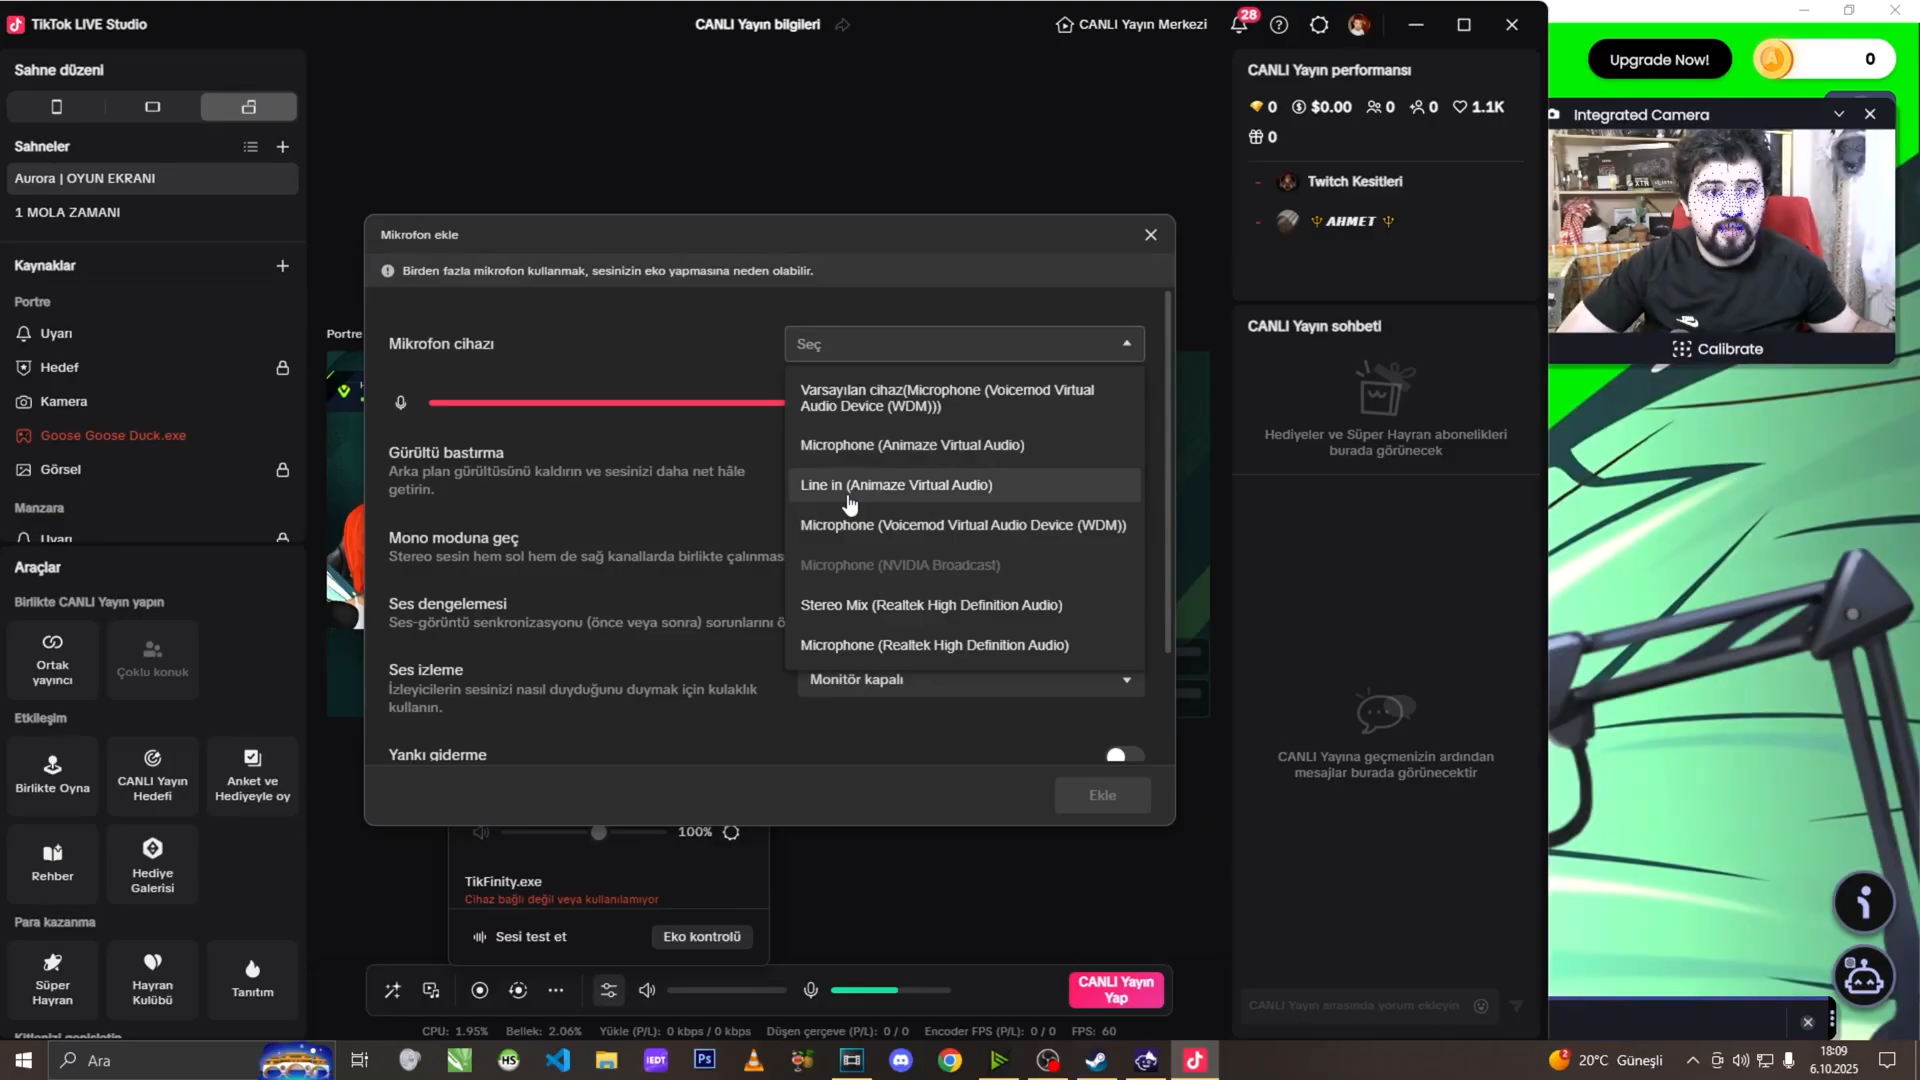 TikTok LIVE Studio
CANLI Yayın bilgileri
CANLI Yayın Merkezi
28
Sahne düzeni
Sahneler
Aurora | OYUN EKRANI
1 MOLA ZAMANI
Kaynaklar
Portre
Uyarı
Hedef
Kamera
Goose Goose Duck.exe
Görsel
Manzara
Uyarı
Araçlar
Birlikte CANLI Yayın yapın
Ortak
yayıncı
Çoklu konuk
Etkileşim
Birlikte Oyna
CANLI Yayın
Hedefi
Anket ve
Hediyeyle oy
Rehber
Hediye
Galerisi
Para kazanma
Süper
Hayran
Hayran
Kulübü
Tanıtım
Kitlenizi genişletin
Portre
Mikrofon ekle
Birden fazla mikrofon kullanmak, sesinizin eko yapmasına neden olabilir.
Mikrofon cihazı
Seç
Varsayılan cihaz(Microphone (Voicemod Virtual
Audio Device (WDM)))
Microphone (Animaze Virtual Audio)
Line in (Animaze Virtual Audio)
Microphone (Voicemod Virtual Audio Device (WDM))
Microphone (NVIDIA Broadcast)
Stereo Mix (Realtek High Definition Audio)
Microphone (Realtek High Definition Audio)
Gürültü bastırma
Arka plan gürültüsünü kaldırın ve sesinizi daha net hâle
getirin.
Mono moduna geç
Stereo sesin hem sol hem de sağ kanallarda birlikte çalınmas
Ses dengelemesi
Ses-görüntü senkronizasyonu (önce veya sonra) sorunlarını ö
Ses izleme
İzleyicilerin sesinizi nasıl duyduğunu duymak için kulaklık
kullanın.
Monitör kapalı
Yankı giderme
Ekle
100%
TikFinity.exe
Cihaz bağlı değil veya kullanılamıyor
Sesi test et
Eko kontrolü
CANLI Yayın
Yap
CPU: 1.95% Bellek: 2.06% Yükle (P/L): 0 kbps / 0 kbps Düşen çerçeve (P/L): 0 / 0 Encoder FPS (P/L): 0 / 0 FPS: 60
CANLI Yayın performansı
0 $0.00 0 0 1.1K
0
- Twitch Kesitleri
- AHMET
CANLI Yayın sohbeti
Hediyeler ve Süper Hayran abonelikleri
burada görünecek
CANLI Yayına geçmenizin ardından
mesajlar burada görünecektir
CANLI Yayın sırasında yorum ekleyin
Upgrade Now!
0
Integrated Camera
Calibrate
Ara
HS
IEDT
Ps
2
20°C Güneşli
18:09
6.10.2025